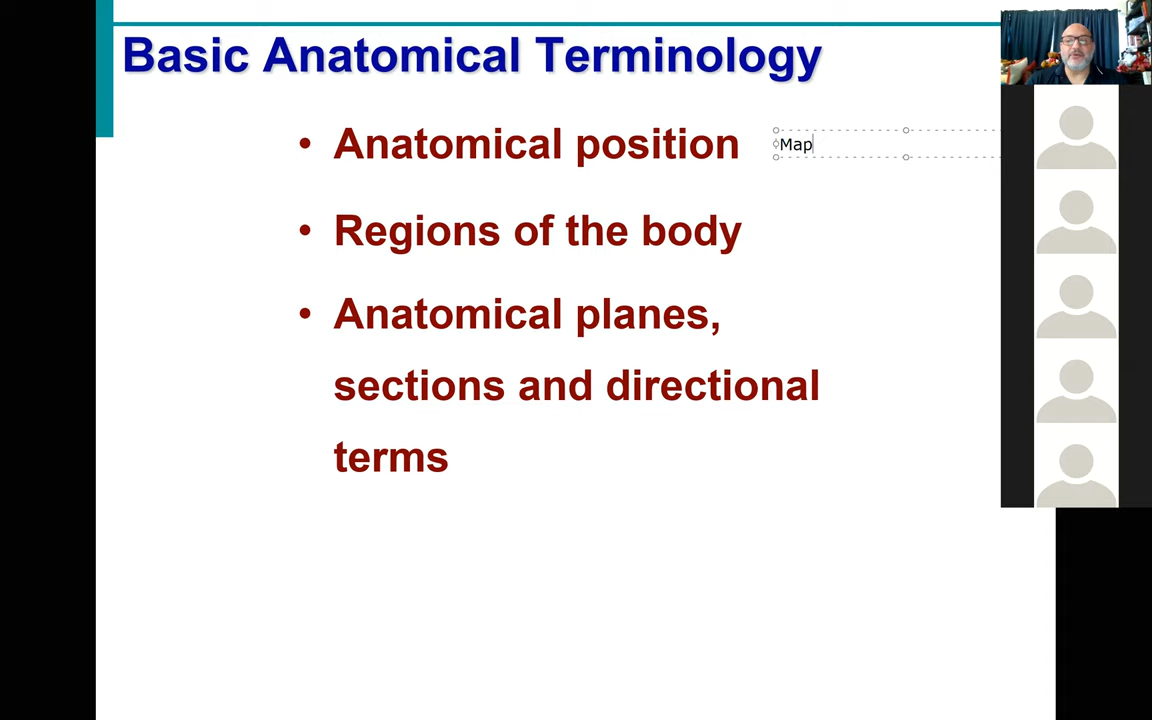 Basic Anatomical Terminology
• Anatomical position
Map
• Regions of the body
• Anatomical planes,
sections and directional
terms